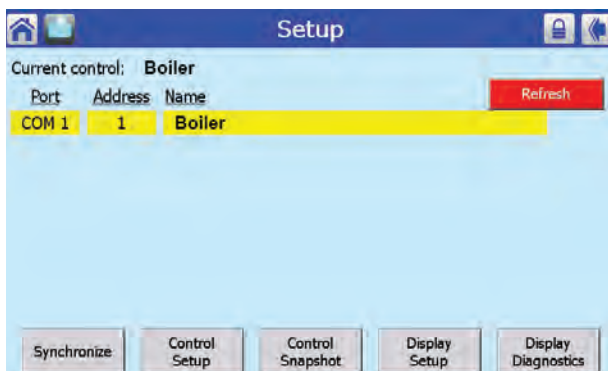 Setup
Current control: Boiler
Port Address Name
Refresh
COM 1 1 Boiler
Synchronize
Control
Setup
Control
Snapshot
Display
Setup
Display
Diagnostics